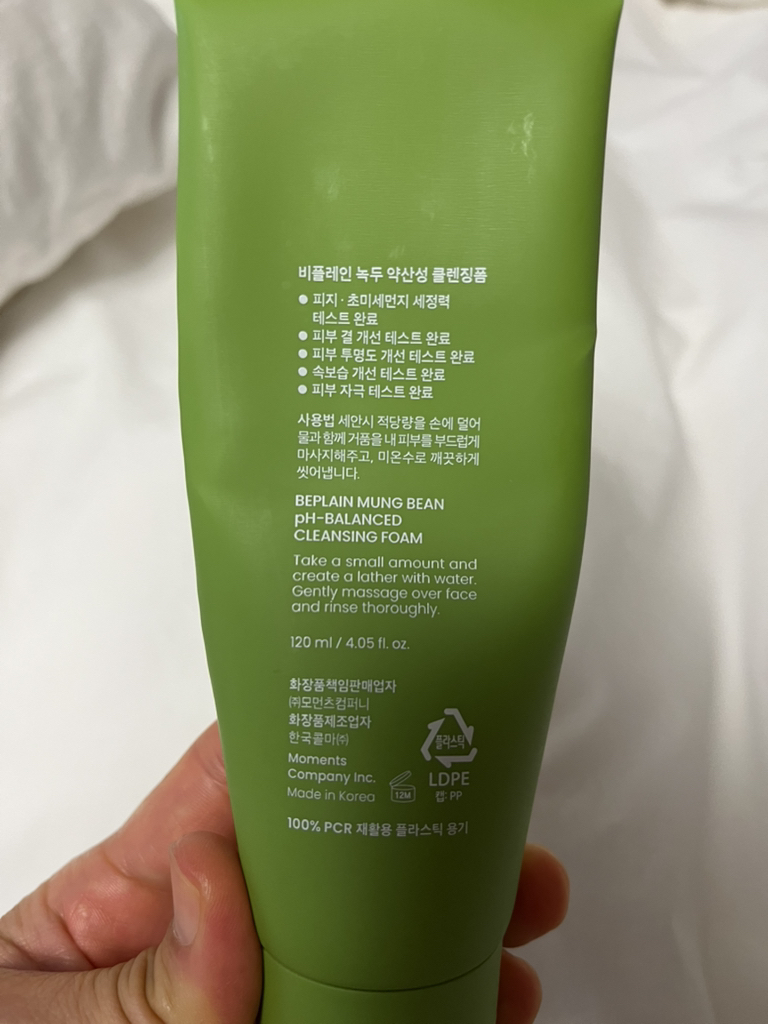 비플레인 녹두 약산성 클렌징폼
● 피지 · 초미세먼지 세정력
테스트 완료
● 피부 결 개선 테스트 완료
● 피부 투명도 개선 테스트 완료
● 속보습 개선 테스트 완료
● 피부 자극 테스트 완료
사용법 세안시 적당량을 손에 덜어
물과 함께 거품을 내 피부를 부드럽게
마사지해주고, 미온수로 깨끗하게
씻어냅니다.
BEPLAIN MUNG BEAN
pH-BALANCED
CLEANSING FOAM
Take a small amount and
create a lather with water.
Gently massage over face
and rinse thoroughly.
120 ml / 4.05 fl. oz.
화장품책임판매업자
㈜모먼츠컴퍼니
화장품제조업자
한국콜마㈜
Moments
Company Inc.
Made in Korea
12M
플라스틱
LDPE
캡: PP
100% PCR 재활용 플라스틱 용기